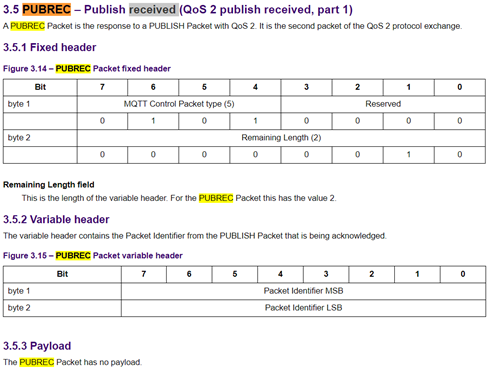 3.5 PUBREC – Publish received (QoS 2 publish received, part 1)
A PUBREC Packet is the response to a PUBLISH Packet with QoS 2. It is the second packet of the QoS 2 protocol exchange.
3.5.1 Fixed header
Figure 3.14 – PUBREC Packet fixed header
Bit 7 6 5 4 3 2 1 0
byte 1 MQTT Control Packet type (5) Reserved
0 1 0 1 0 0 0 0
byte 2 Remaining Length (2)
0 0 0 0 0 0 1 0
Remaining Length field
This is the length of the variable header. For the PUBREC Packet this has the value 2.
3.5.2 Variable header
The variable header contains the Packet Identifier from the PUBLISH Packet that is being acknowledged.
Figure 3.15 – PUBREC Packet variable header
Bit 7 6 5 4 3 2 1 0
byte 1 Packet Identifier MSB
byte 2 Packet Identifier LSB
3.5.3 Payload
The PUBREC Packet has no payload.